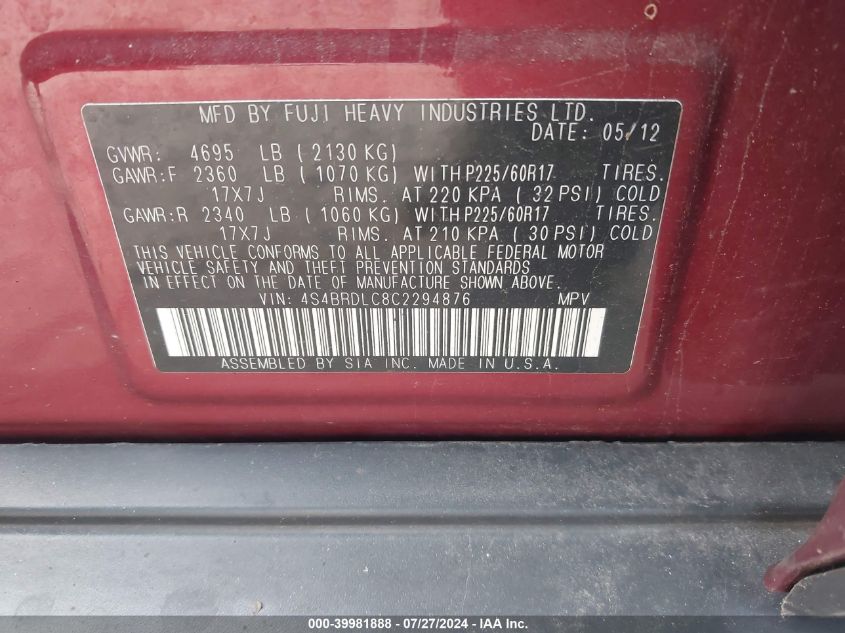 MFD BY FUJI HEAVY INDUSTRIES LTD.
DATE: 05/12
GVWR: 4695 LB (2130 KG)
GAWR:F 2360 LB (1070 KG) WITH P225/60R17 TIRES.
17X7J RIMS. AT 220 KPA (32 PSI) COLD
GAWR:R 2340 LB (1060 KG) WITH P225/60R17 TIRES.
17X7J RIMS. AT 210 KPA (30 PSI) COLD
THIS VEHICLE CONFORMS TO ALL APPLICABLE FEDERAL MOTOR
VEHICLE SAFETY AND THEFT PREVENTION STANDARDS
IN EFFECT ON THE DATE OF MANUFACTURE SHOWN ABOVE.
VIN: 4S4BRDLC8C2294876 MPV
ASSEMBLED BY SIA INC. MADE IN U.S.A.
000-39981888 / 07/27/2024 - Copyright © 2024 IAA, Inc.